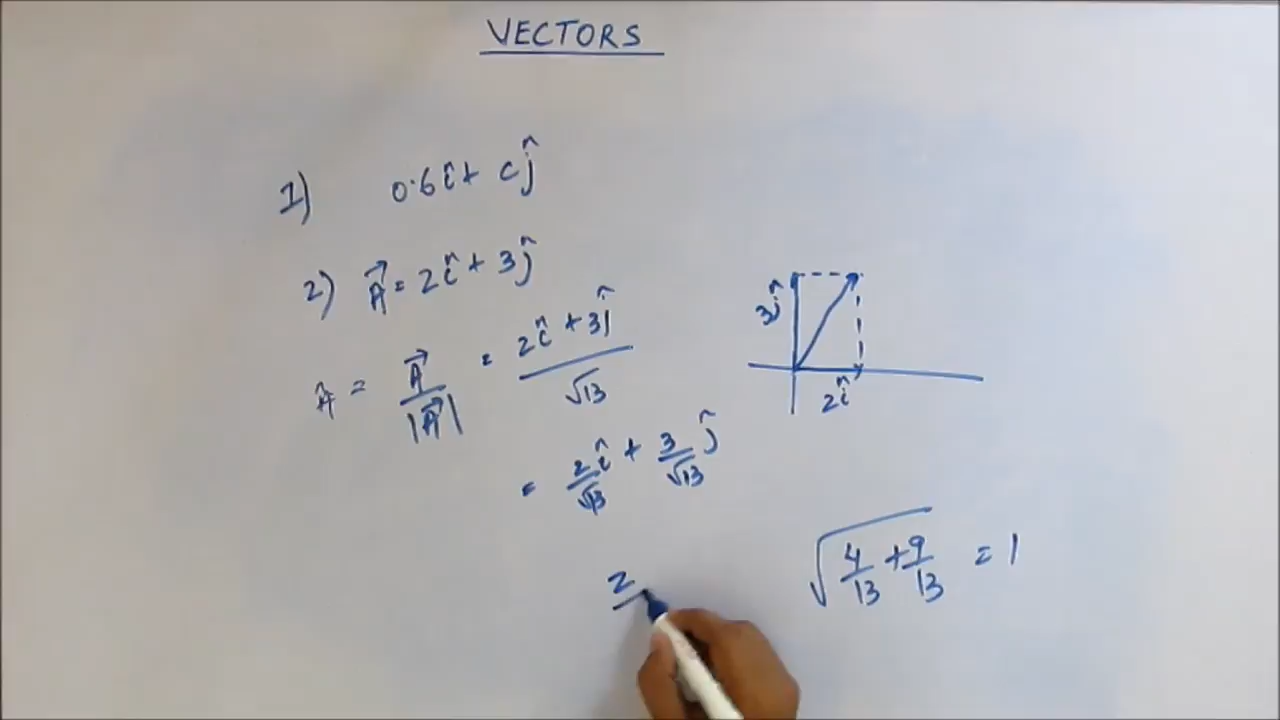 VECTORS
1) 0.6î + cĵ
2) A⃗ = 2î + 3ĵ
Â = A⃗/|A⃗| = (2î + 3ĵ)/√13
= 2/√13 î + 3/√13 ĵ
3ĵ
2î
√(4/13 + 9/13) = 1
2